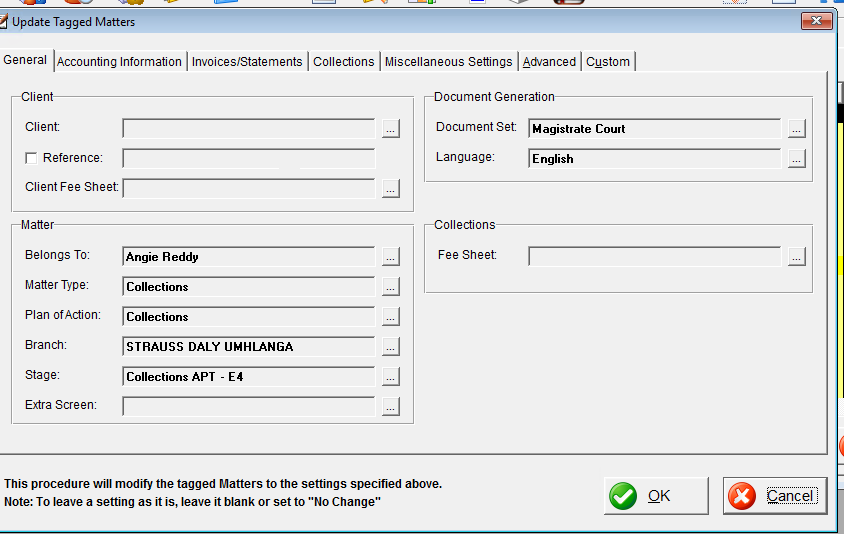 Update Tagged Matters
General
Accounting Information
Invoices/Statements
Collections
Miscellaneous Settings
Advanced
Custom
Client
Client:
...
Reference:
Client Fee Sheet:
...
Document Generation
Document Set: Magistrate Court ...
Language: English ...
Matter
Belongs To: Angie Reddy ...
Matter Type: Collections ...
Plan of Action: Collections ...
Branch: STRAUSS DALY UMHLANGA ...
Stage: Collections APT - E4 ...
Extra Screen: ...
Collections
Fee Sheet: ...
This procedure will modify the tagged Matters to the settings specified above.
Note: To leave a setting as it is, leave it blank or set to "No Change"
OK
Cancel